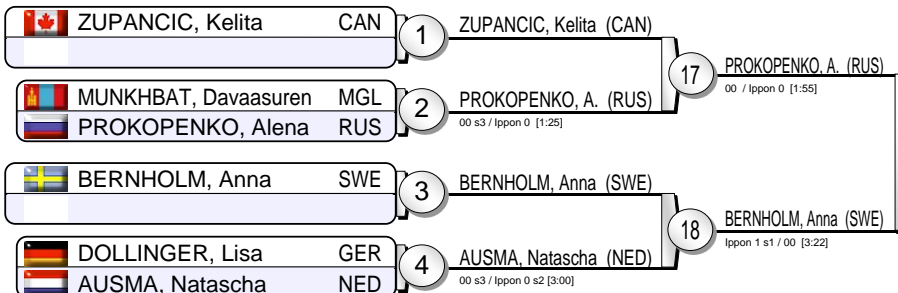 ZUPANCIC, Kelita CAN
1
ZUPANCIC, Kelita (CAN)
17
PROKOPENKO, A. (RUS)
00 / Ippon 0 [1:55]
MUNKHBAT, Davaasuren MGL
PROKOPENKO, Alena RUS
2
PROKOPENKO, A. (RUS)
00 s3 / Ippon 0 [1:25]
BERNHOLM, Anna SWE
3
BERNHOLM, Anna (SWE)
18
BERNHOLM, Anna (SWE)
Ippon 1 s1 / 00 [3:22]
DOLLINGER, Lisa GER
AUSMA, Natascha NED
4
AUSMA, Natascha (NED)
00 s3 / Ippon 0 s2 [3:00]